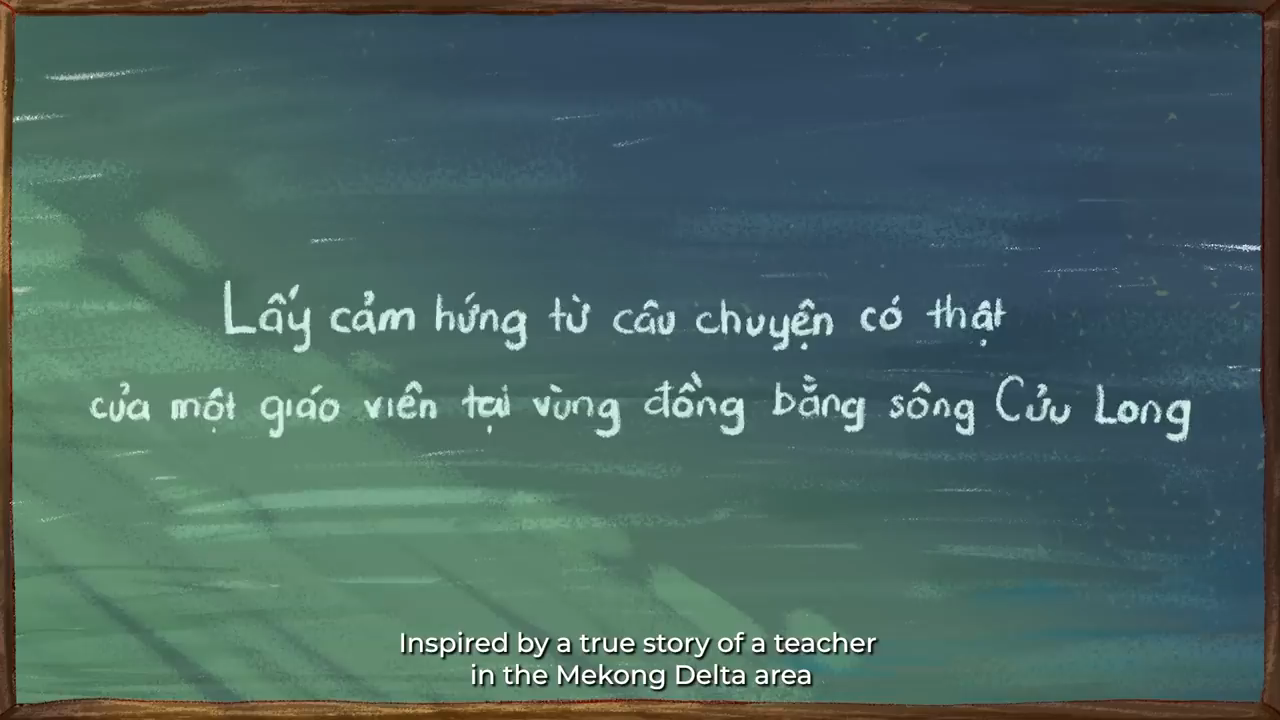 Lấy cảm hứng từ câu chuyện có thật
của một giáo viên tại vùng đồng bằng sông Cửu Long
Inspired by a true story of a teacher
in the Mekong Delta area